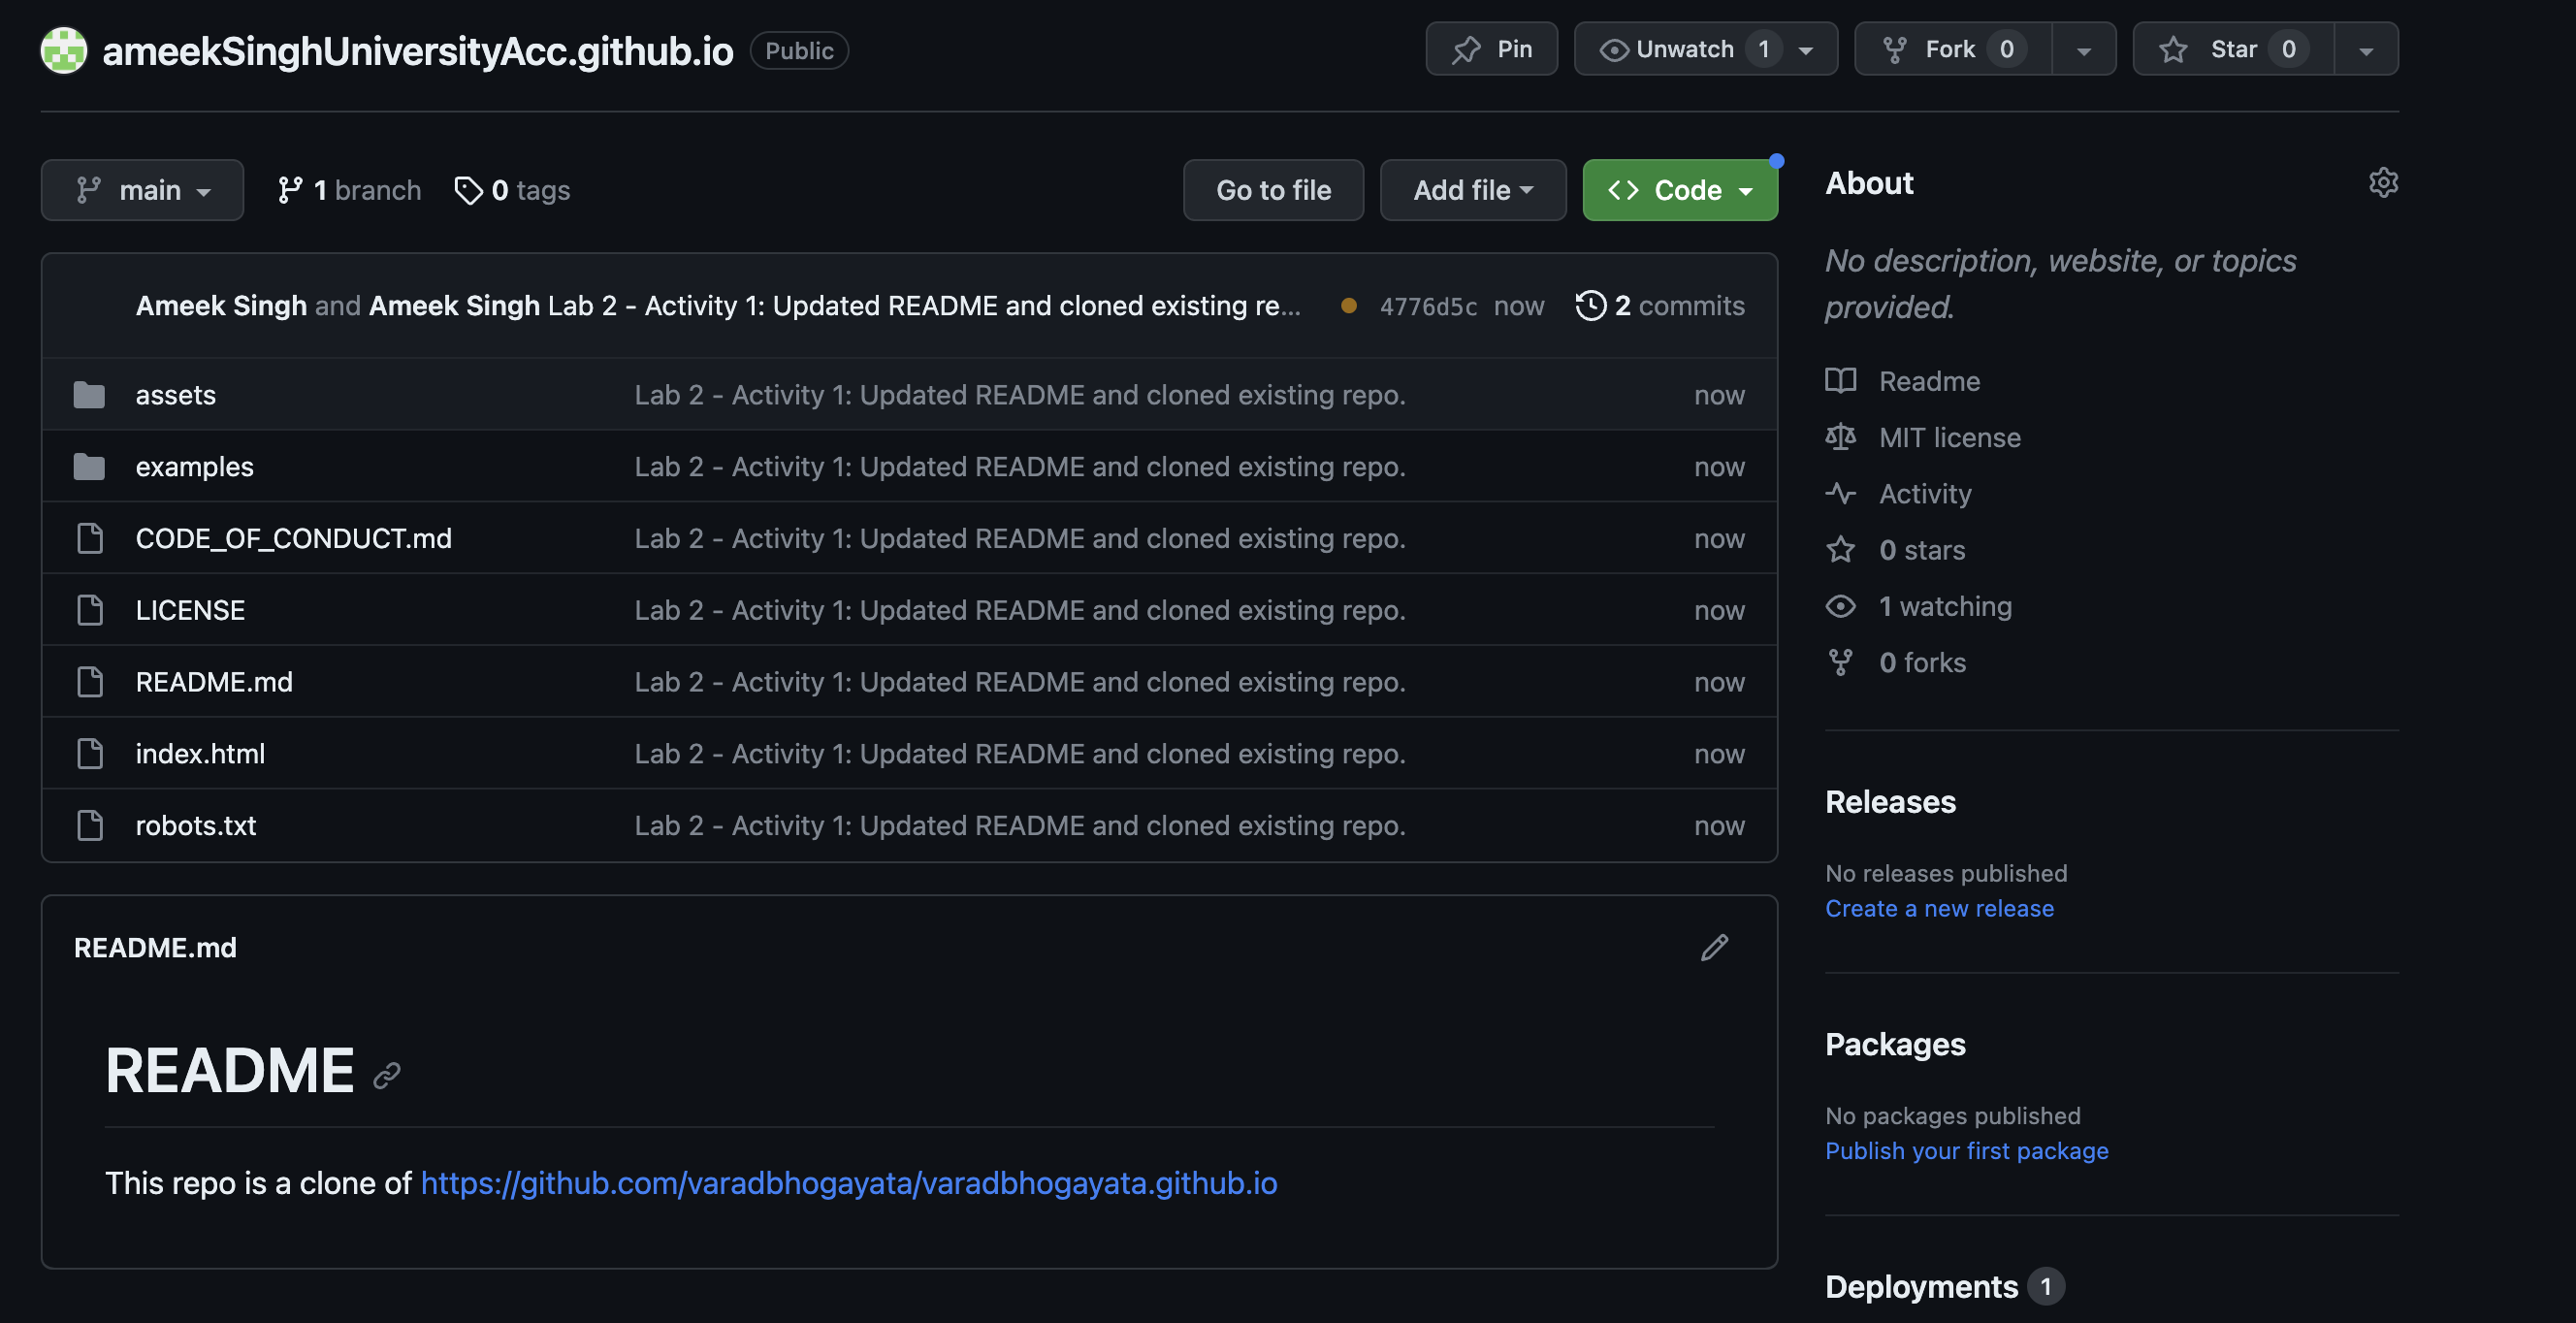 ameekSinghUniversityAcc.github.io Public
Pin
Unwatch 1
Fork 0
Star 0
main
1 branch
0 tags
Go to file
Add file
Code
Ameek Singh and Ameek Singh Lab 2 - Activity 1: Updated README and cloned existing re... 4776d5c now 2 commits
assets Lab 2 - Activity 1: Updated README and cloned existing repo. now
examples Lab 2 - Activity 1: Updated README and cloned existing repo. now
CODE_OF_CONDUCT.md Lab 2 - Activity 1: Updated README and cloned existing repo. now
LICENSE Lab 2 - Activity 1: Updated README and cloned existing repo. now
README.md Lab 2 - Activity 1: Updated README and cloned existing repo. now
index.html Lab 2 - Activity 1: Updated README and cloned existing repo. now
robots.txt Lab 2 - Activity 1: Updated README and cloned existing repo. now
README.md
README
This repo is a clone of https://github.com/varadbhogayata/varadbhogayata.github.io
About
No description, website, or topics
provided.
Readme
MIT license
Activity
0 stars
1 watching
0 forks
Releases
No releases published
Create a new release
Packages
No packages published
Publish your first package
Deployments 1